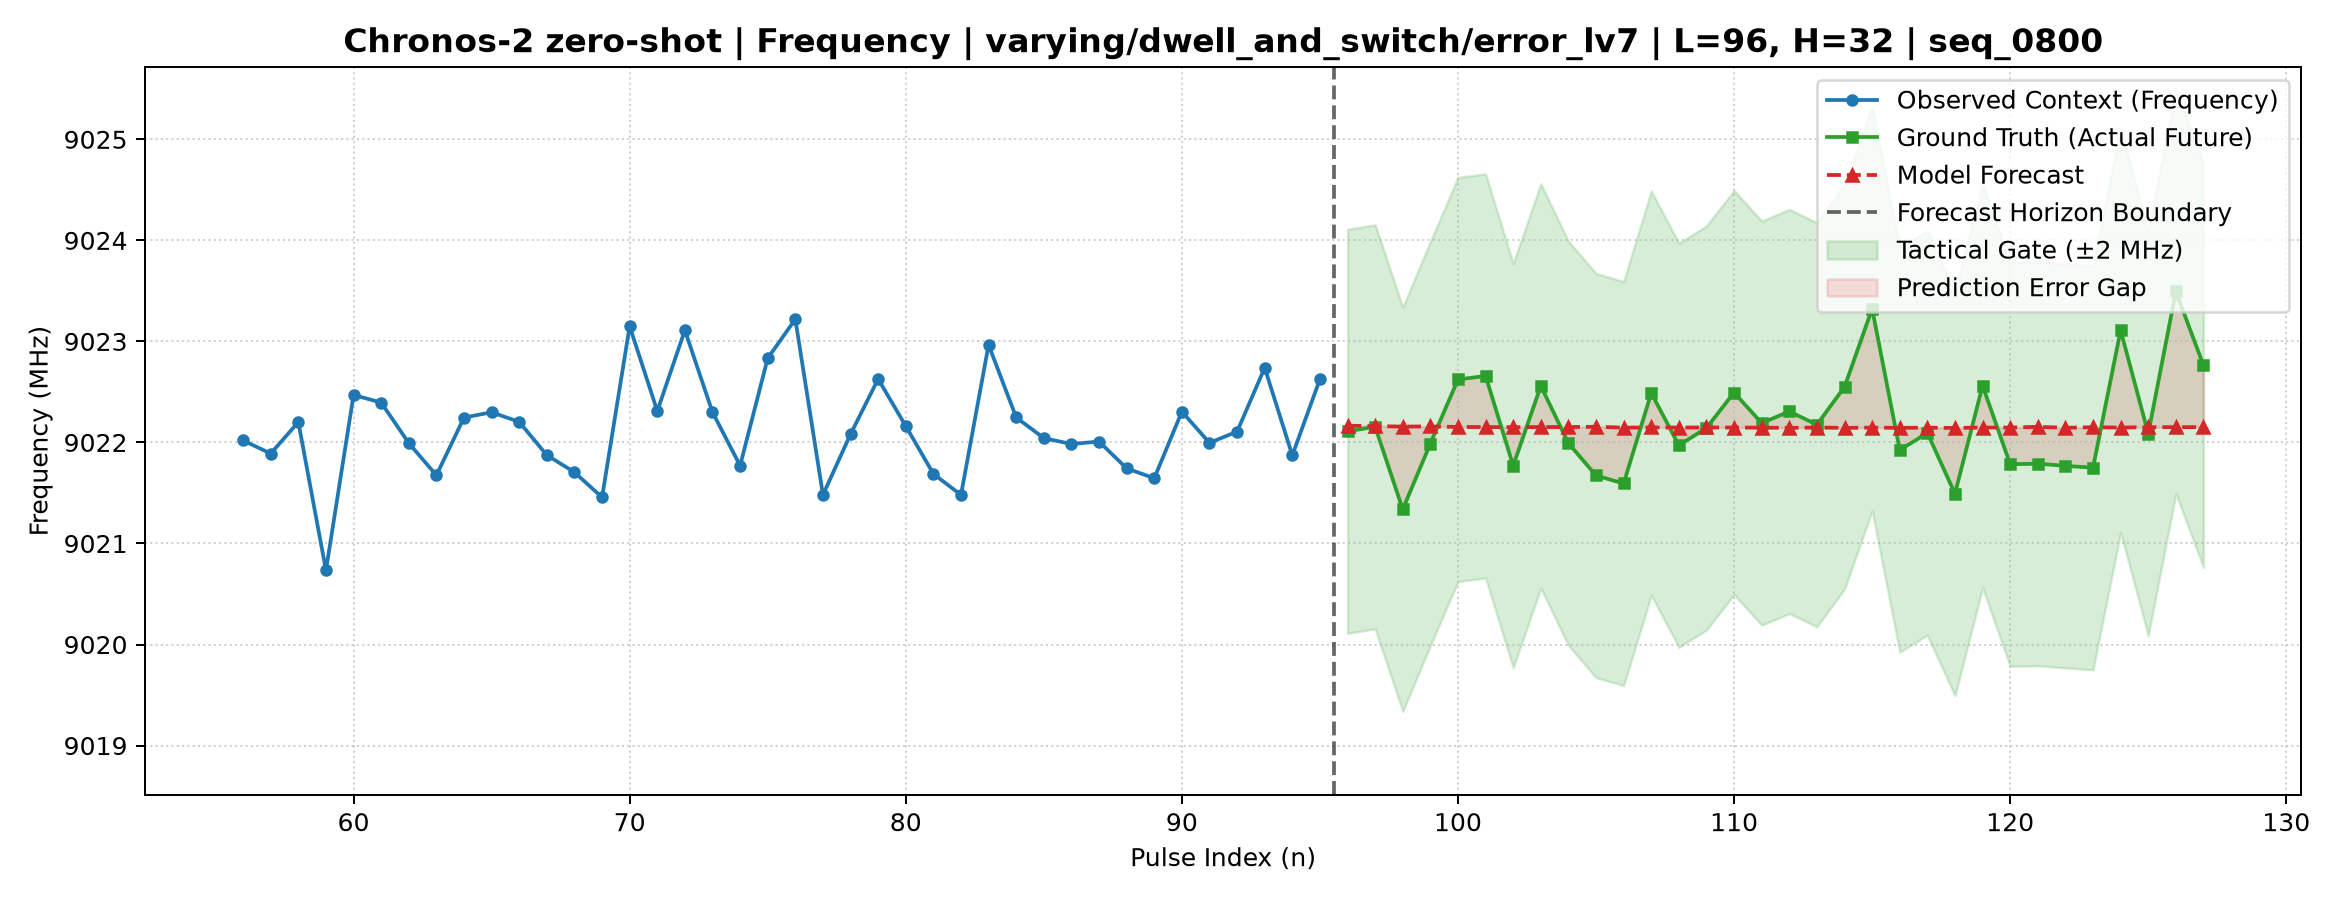 Chronos-2 zero-shot | Frequency | varying/dwell_and_switch/error_lv7 | L=96, H=32 | seq_0800
Observed Context (Frequency)
Ground Truth (Actual Future)
Model Forecast
Forecast Horizon Boundary
Tactical Gate (±2 MHz)
Prediction Error Gap
Frequency (MHz)
9025
9024
9023
9022
9021
9020
9019
60 70 80 90 100 110 120 130
Pulse Index (n)